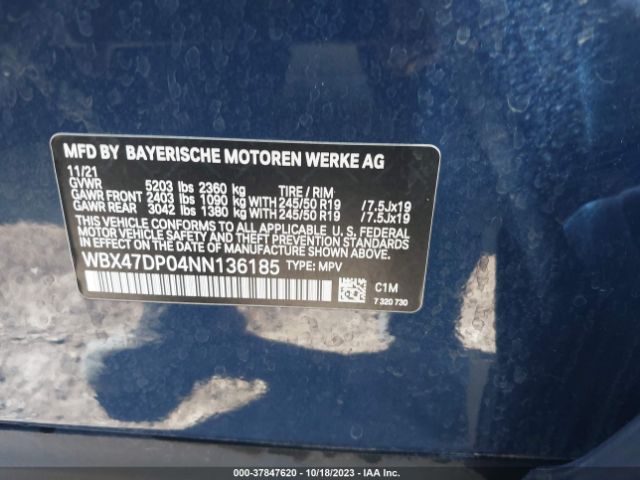 MFD BY BAYERISCHE MOTOREN WERKE AG
11/21
GVWR 5203 lbs 2360 kg TIRE / RIM
GAWR FRONT 2403 lbs 1090 kg WITH 245/50 R19 /7.5Jx19
GAWR REAR 3042 lbs 1380 kg WITH 245/50 R19 /7.5Jx19
THIS VEHICLE CONFORMS TO ALL APPLICABLE U.S. FEDERAL
MOTOR VEHICLE SAFETY, BUMPER, AND THEFT PREVENTION
STANDARDS IN EFFECT ON THE DATE OF MANUFACTURE SHOWN ABOVE.
WBX47DP04NN136185 TYPE: MPV
C1M
7 320 730
000-37847620 - 10/18/2023 - IAA Inc.